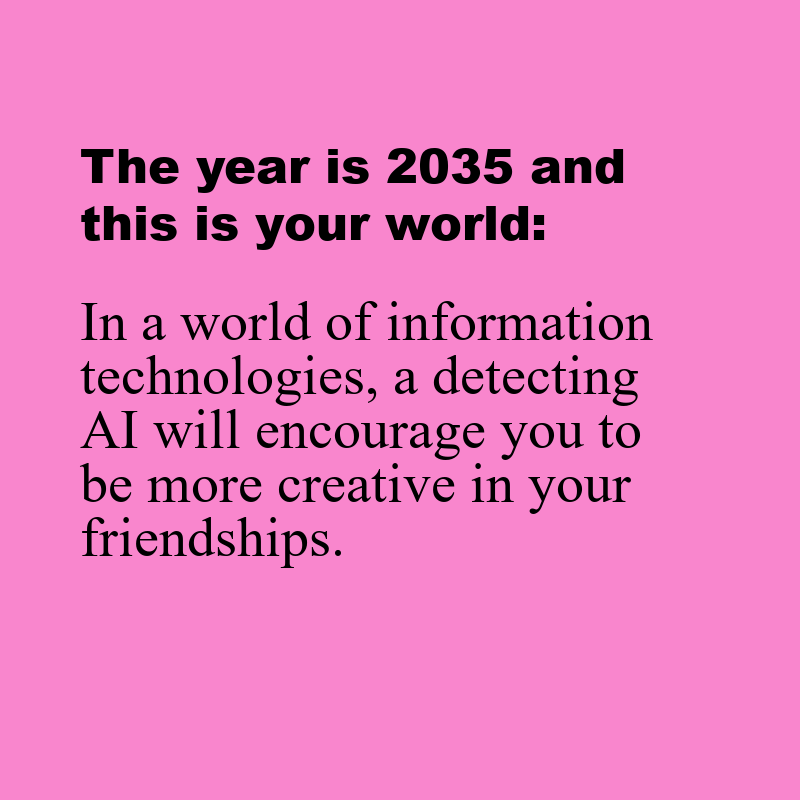 The year is 2035 and
this is your world:
In a world of information
technologies, a detecting
AI will encourage you to
be more creative in your
friendships.